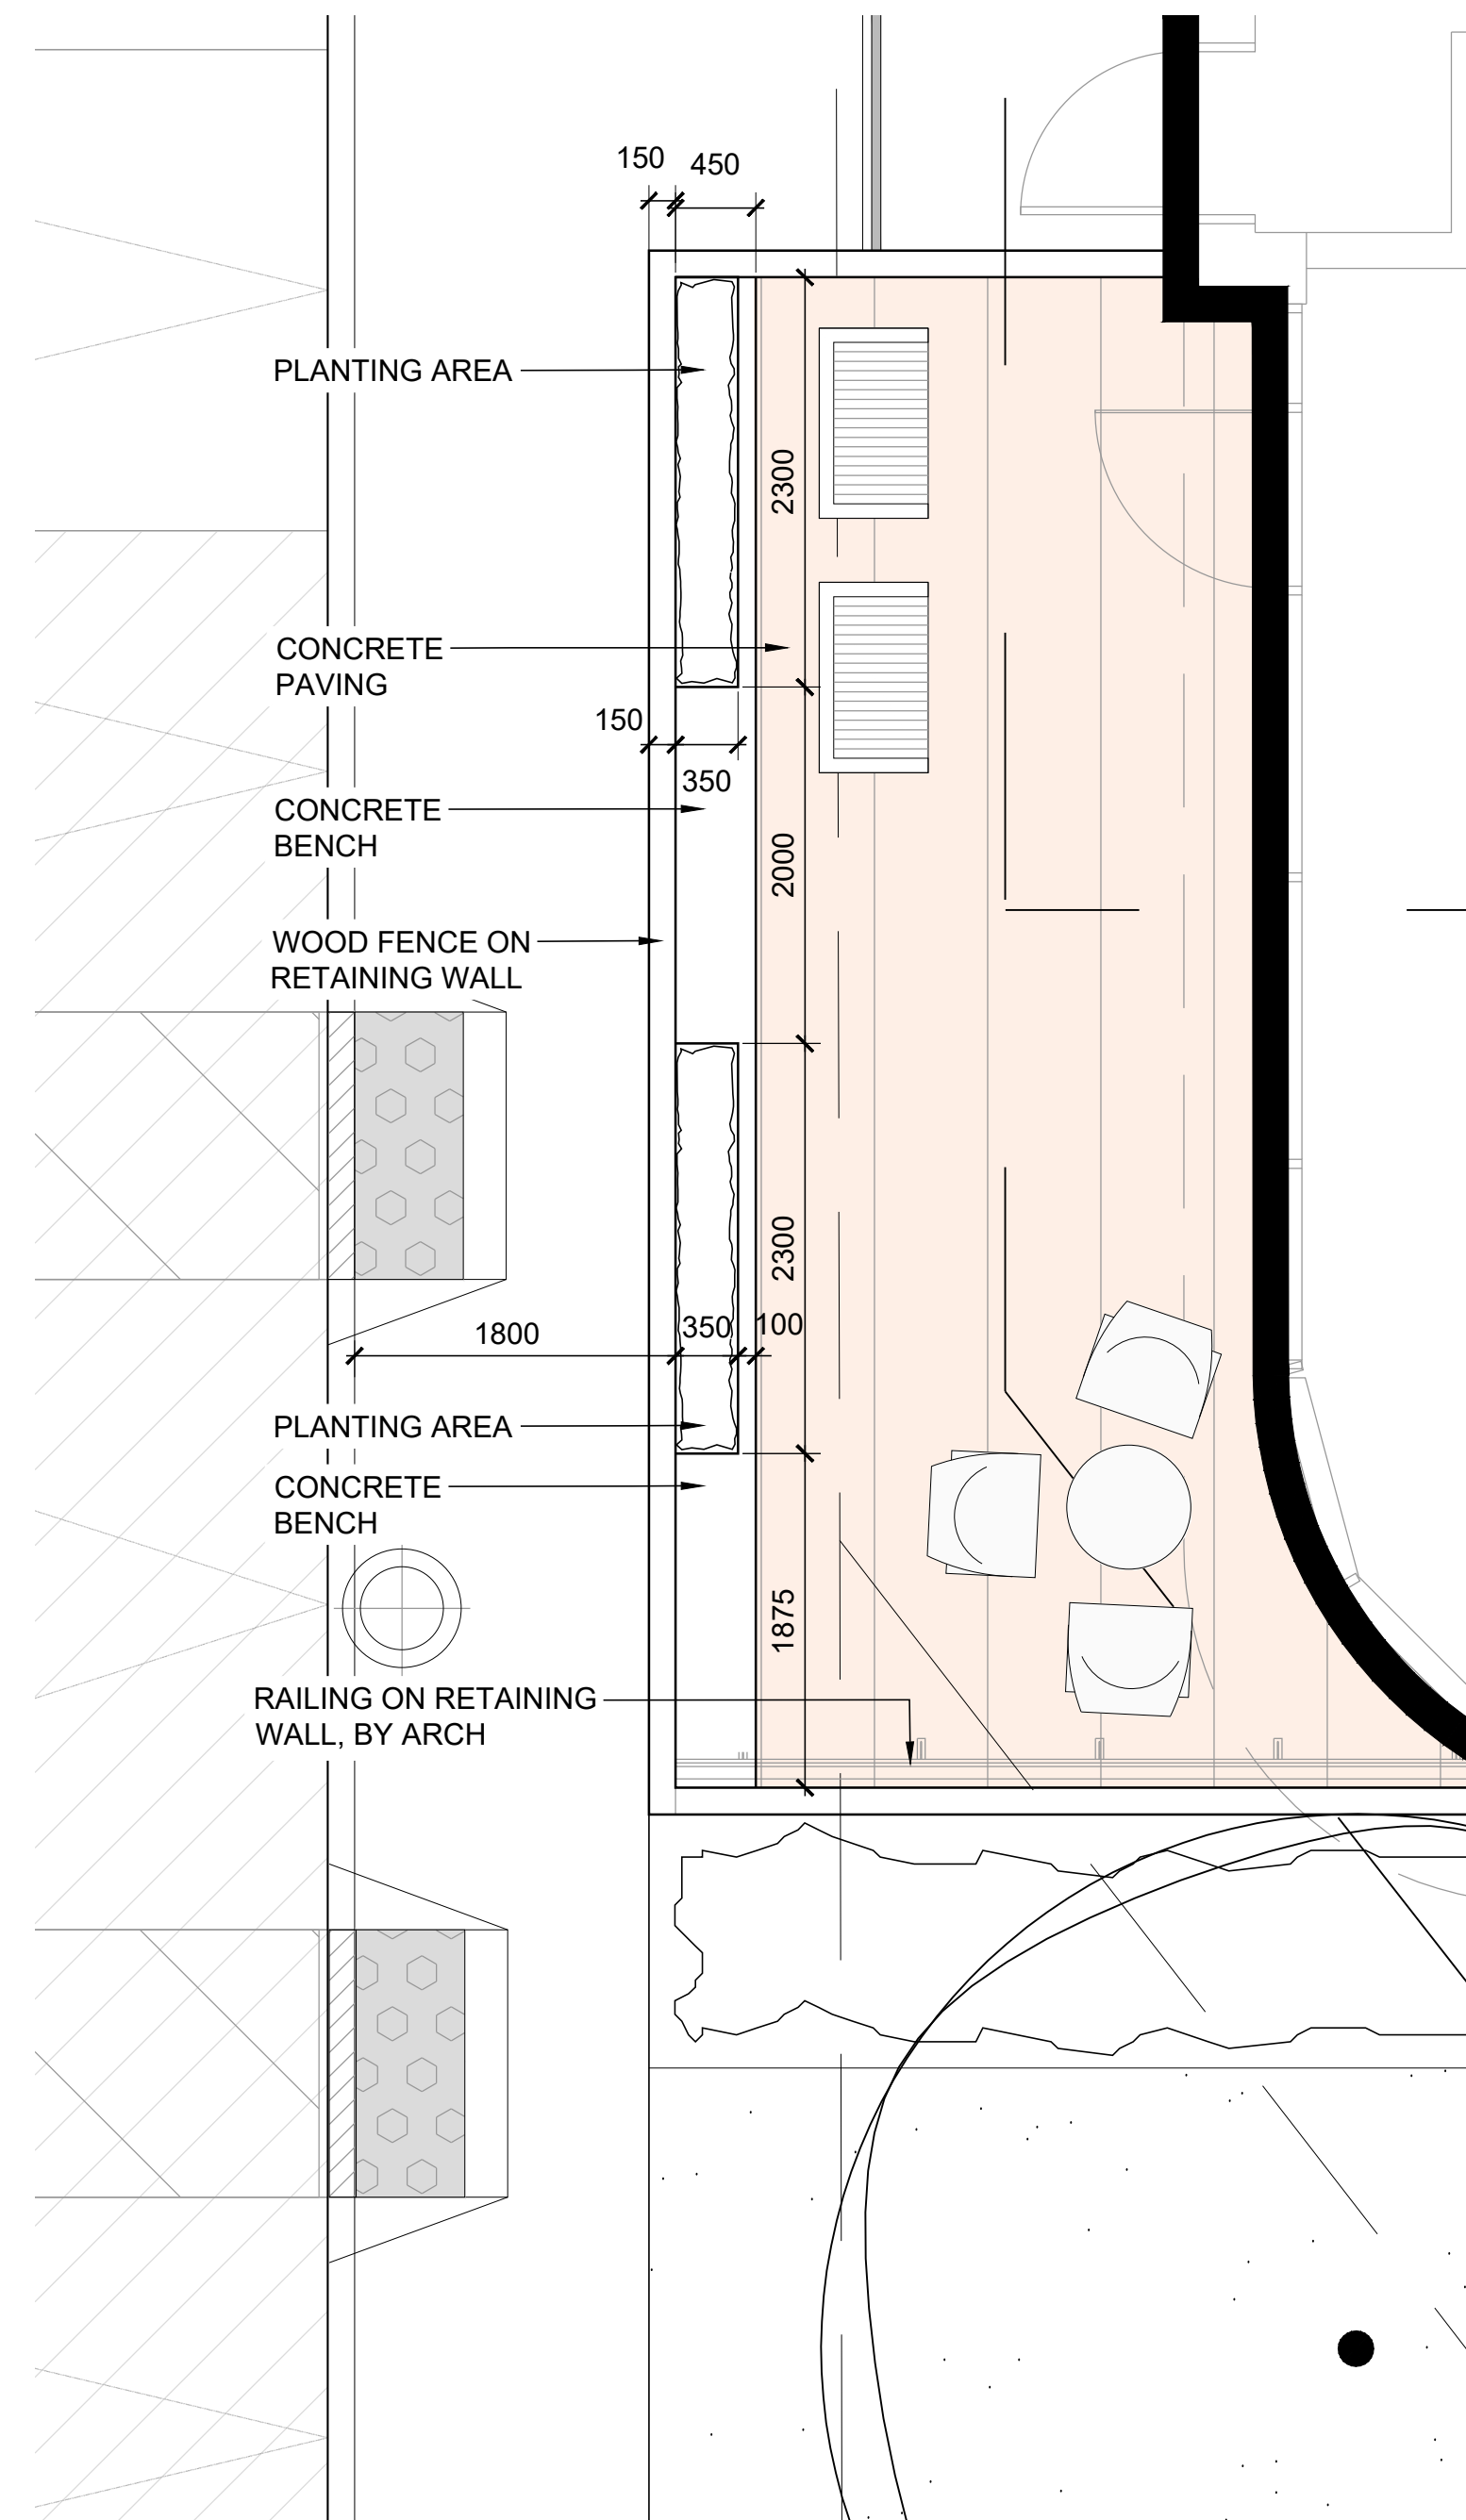 150
450
PLANTING AREA
2300
CONCRETE
PAVING
150
350
CONCRETE
BENCH
2000
WOOD FENCE ON
RETAINING WALL
2300
1800
350
100
PLANTING AREA
CONCRETE
BENCH
1875
RAILING ON RETAINING
WALL, BY ARCH